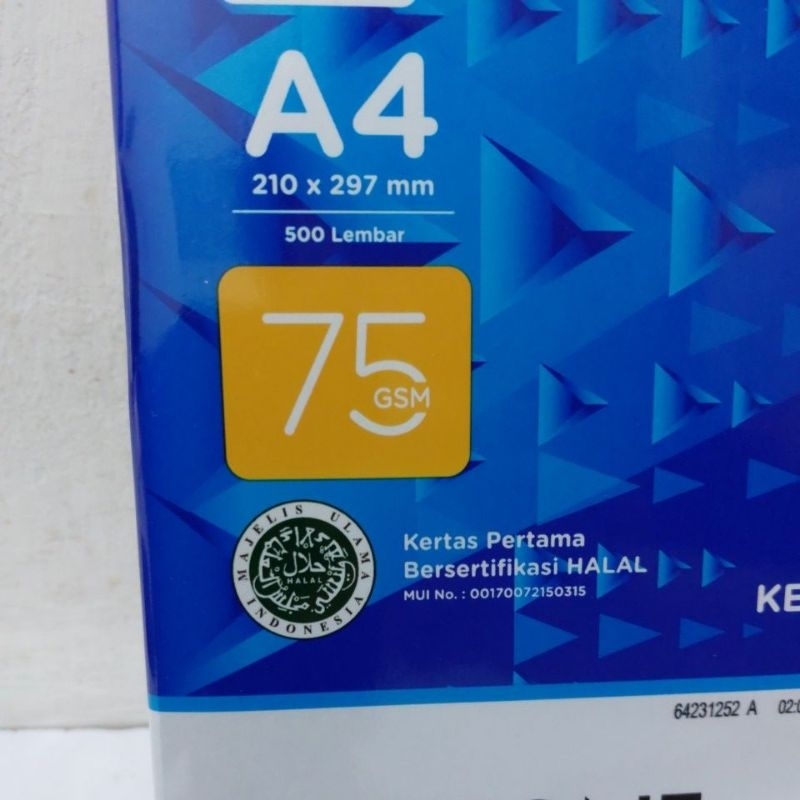 A4
210 x 297 mm
500 Lembar
75
GSM
MAJELIS ULAMA
حلال
HALAL
INDONESIA
Kertas Pertama
Bersertifikasi HALAL
MUI No. : 00170072150315
64231252 A